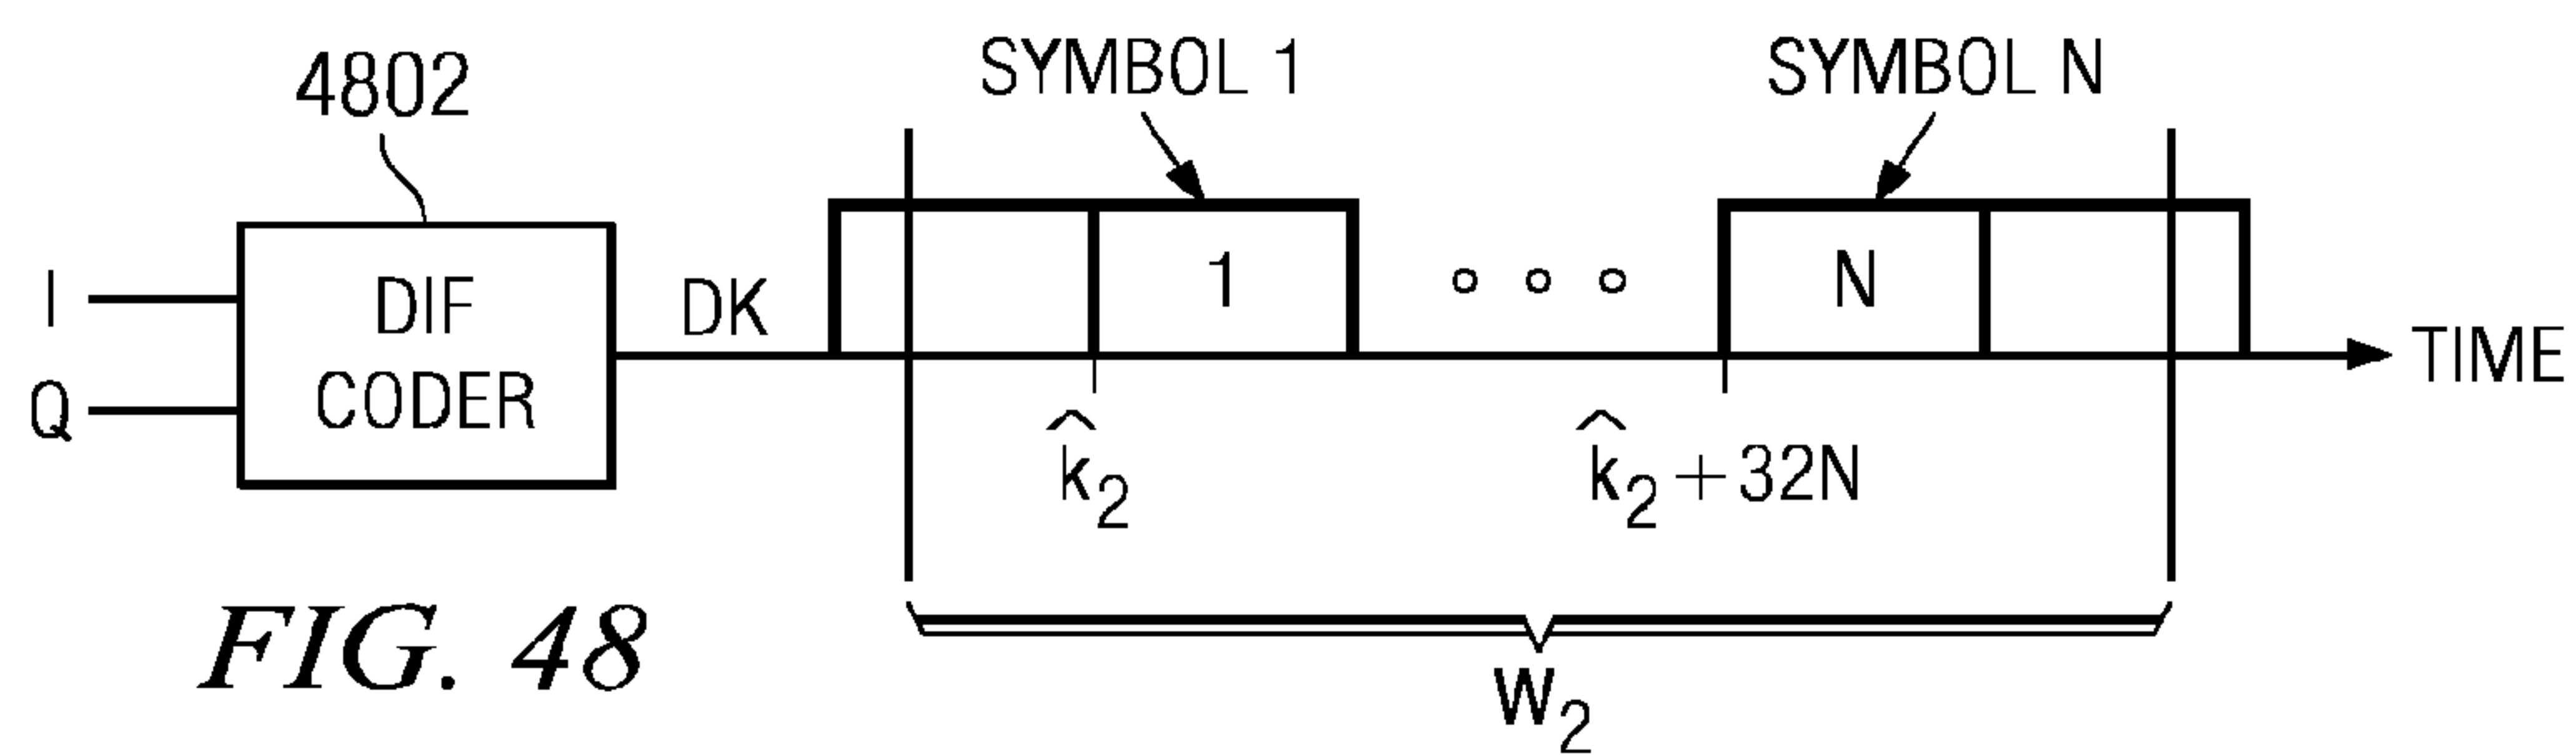 4802
SYMBOL 1
SYMBOL N
I
Q
DIF
CODER
DK
1
N
TIME
k̂₂
k̂₂ + 32N
W₂
FIG. 48